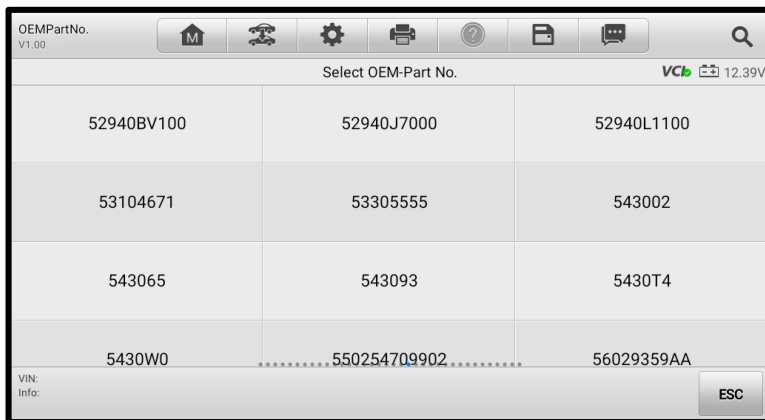 OEMPartNo.
V1.00
M
Select OEM-Part No.
VCI 12.39V
52940BV100 52940J7000 52940L1100
53104671 53305555 543002
543065 543093 5430T4
5430W0 550254709902 56029359AA
VIN:
Info:
ESC